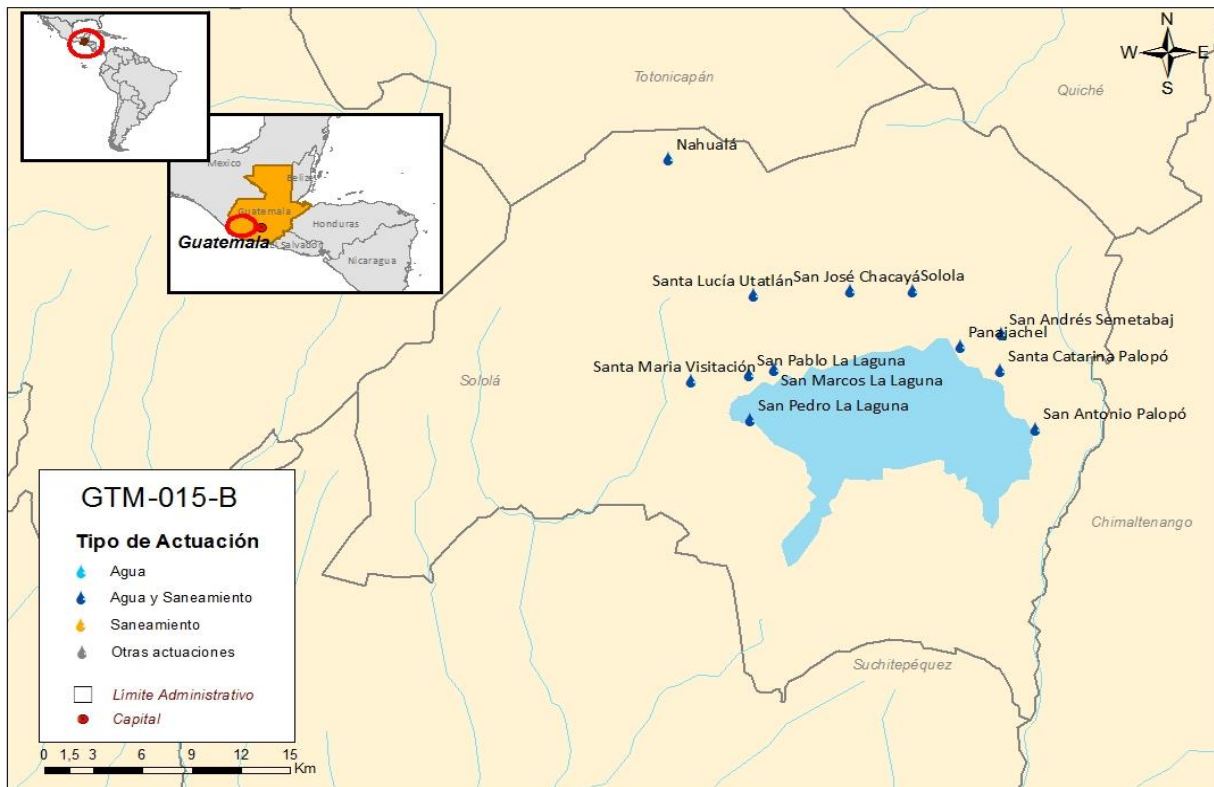 N
W E
S
Totonicapán
Quiché
Mexico
Belize
Guatemala
Honduras
Guatemala
El Salvador
Nicaragua
Nahualá
Santa Lucía Utatlán
San José Chacayá
Solola
San Andrés Semetabaj
Panajachel
Santa Catarina Palopó
San Pablo La Laguna
Santa Maria Visitación
San Marcos La Laguna
Sololá
San Pedro La Laguna
San Antonio Palopó
Chimaltenango
Suchitepéquez
GTM-015-B
Tipo de Actuación
Agua
Agua y Saneamiento
Saneamiento
Otras actuaciones
Límite Administrativo
Capital
0 1,5 3 6 9 12 15
Km